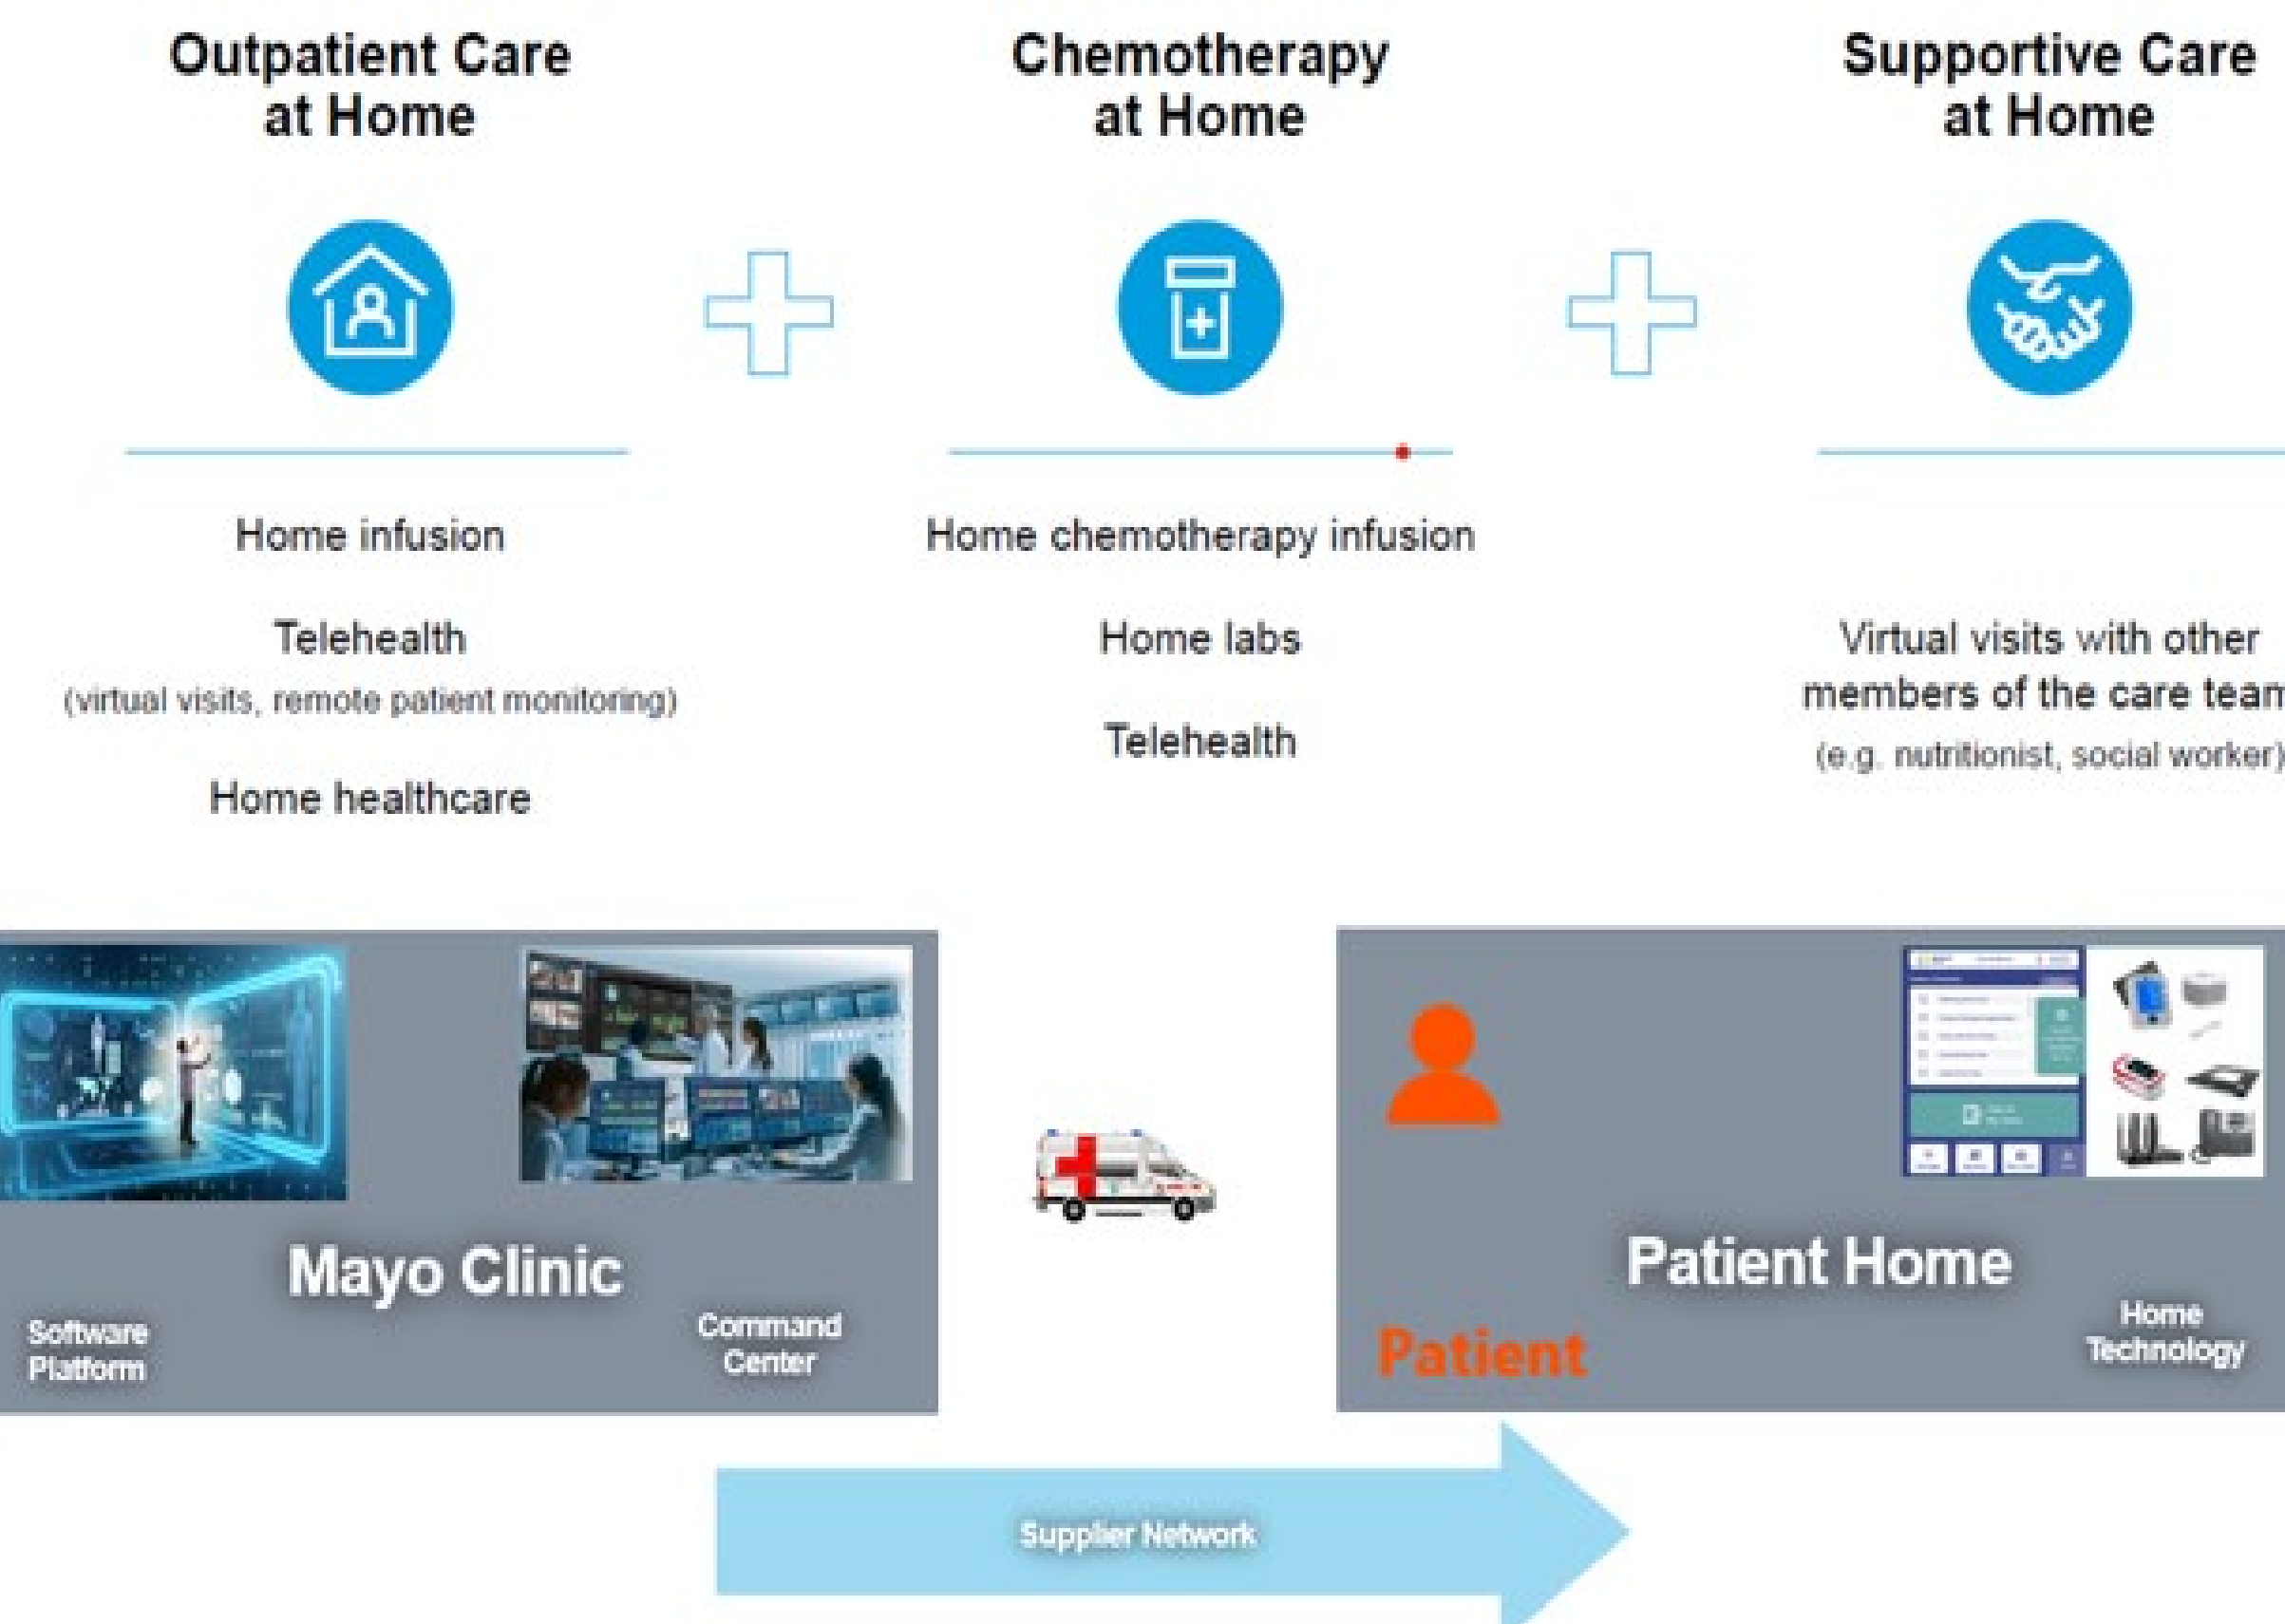 Outpatient Care
at Home
Chemotherapy
at Home
Supportive Care
at Home
Home infusion
Telehealth
(virtual visits, remote patient monitoring)
Home healthcare
Home chemotherapy infusion
Home labs
Telehealth
Virtual visits with other
members of the care team
(e.g. nutritionist, social worker)
Mayo Clinic
Software
Platform
Command
Center
Patient Home
Patient
Home
Technology
Supplier Network